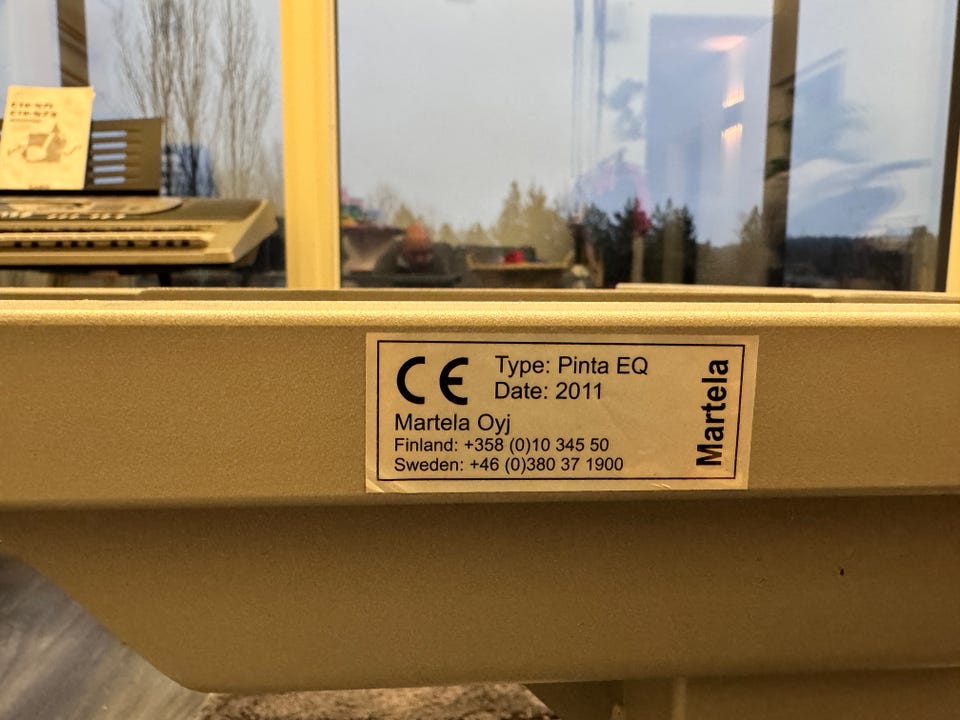 CE
Type: Pinta EQ
Date: 2011
Martela Oyj
Finland: +358 (0)10 345 50
Sweden: +46 (0)380 37 1900
Martela